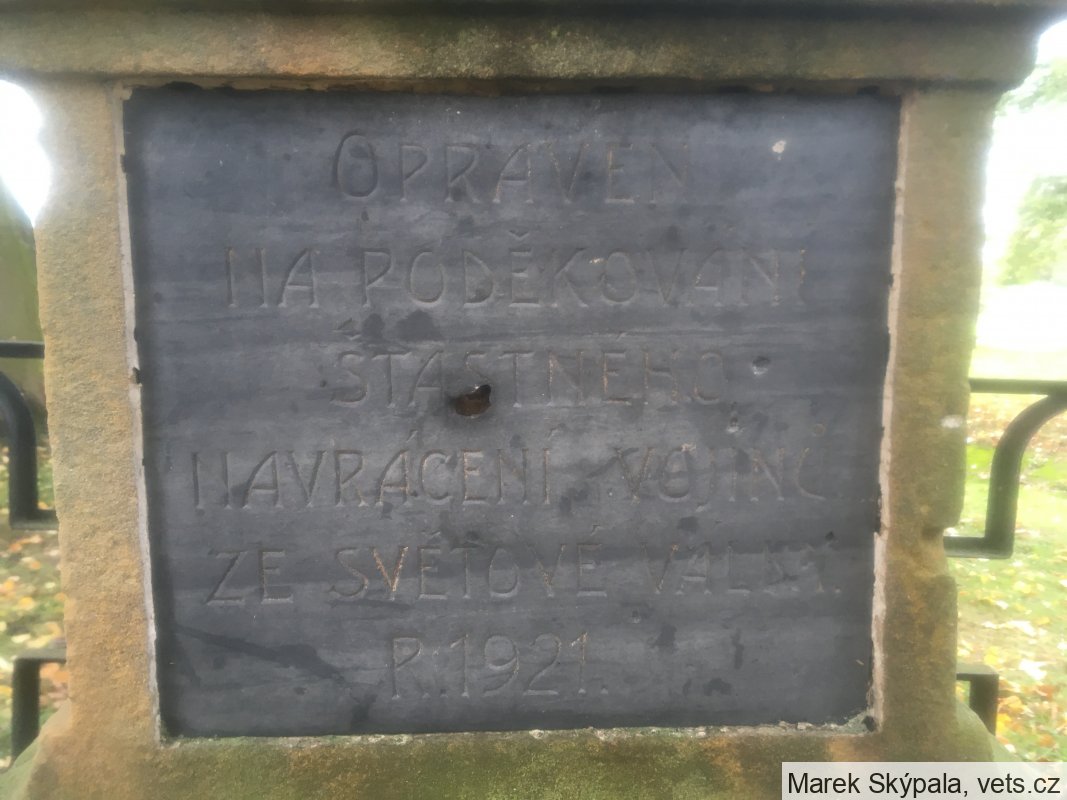 OPRAVEN
NA PODĚKOVÁNÍ
ŠŤASTNÉHO
NAVRÁCENÍ VOJÍNŮ
ZE SVĚTOVÉ VÁLKY.
R. 1921.
Marek Skýpala, vets.cz